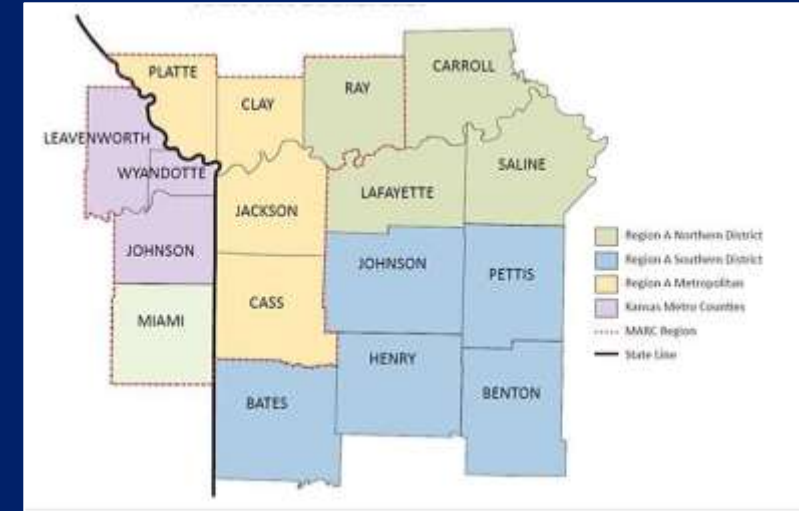 PLATTE
CARROLL
CLAY
RAY
LEAVENWORTH
WYANDOTTE
SALINE
LAFAYETTE
JACKSON
JOHNSON
JOHNSON
PETTIS
CASS
MIAMI
HENRY
BENTON
BATES
Region A Northern District
Region A Southern District
Region A Metropolitan
Kansas Metro Counties
MARC Region
State Line